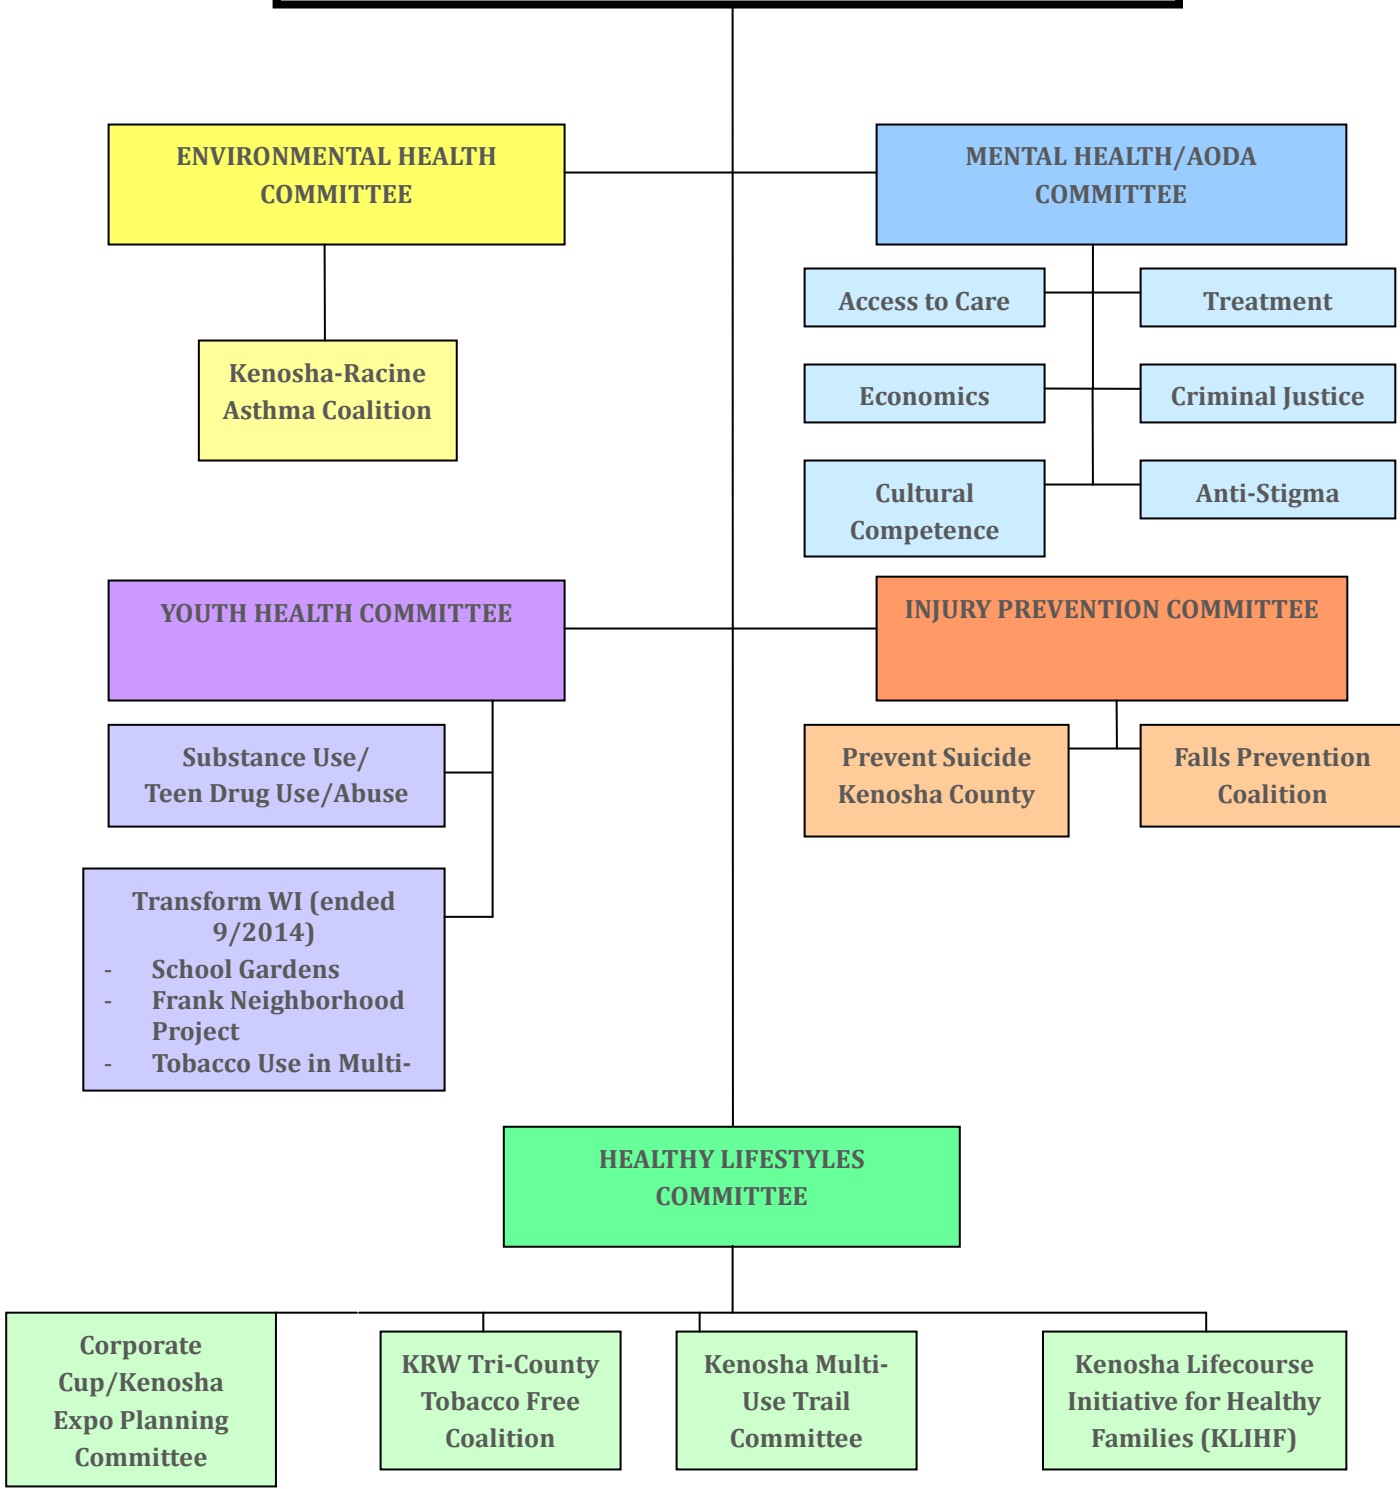 ENVIRONMENTAL HEALTH
COMMITTEE
MENTAL HEALTH/AODA
COMMITTEE
Kenosha-Racine
Asthma Coalition
Access to Care
Treatment
Economics
Criminal Justice
Cultural
Competence
Anti-Stigma
YOUTH HEALTH COMMITTEE
INJURY PREVENTION COMMITTEE
Substance Use/
Teen Drug Use/Abuse
Transform WI (ended
9/2014)
- School Gardens
- Frank Neighborhood
Project
- Tobacco Use in Multi-
Prevent Suicide
Kenosha County
Falls Prevention
Coalition
HEALTHY LIFESTYLES
COMMITTEE
Corporate
Cup/Kenosha
Expo Planning
Committee
KRW Tri-County
Tobacco Free
Coalition
Kenosha Multi-
Use Trail
Committee
Kenosha Lifecourse
Initiative for Healthy
Families (KLIHF)